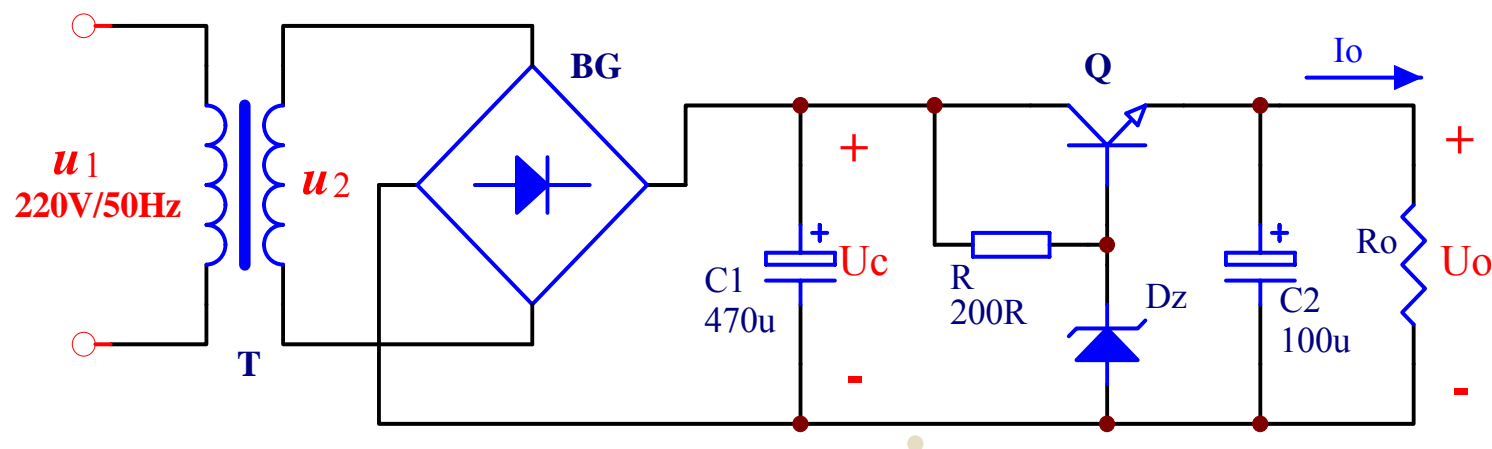 u1
220V/50Hz
T
u2
BG
+
C1
470u
+
Uc
-
R
200R
Q
Dz
+
C2
100u
Io
Ro
+
Uo
-